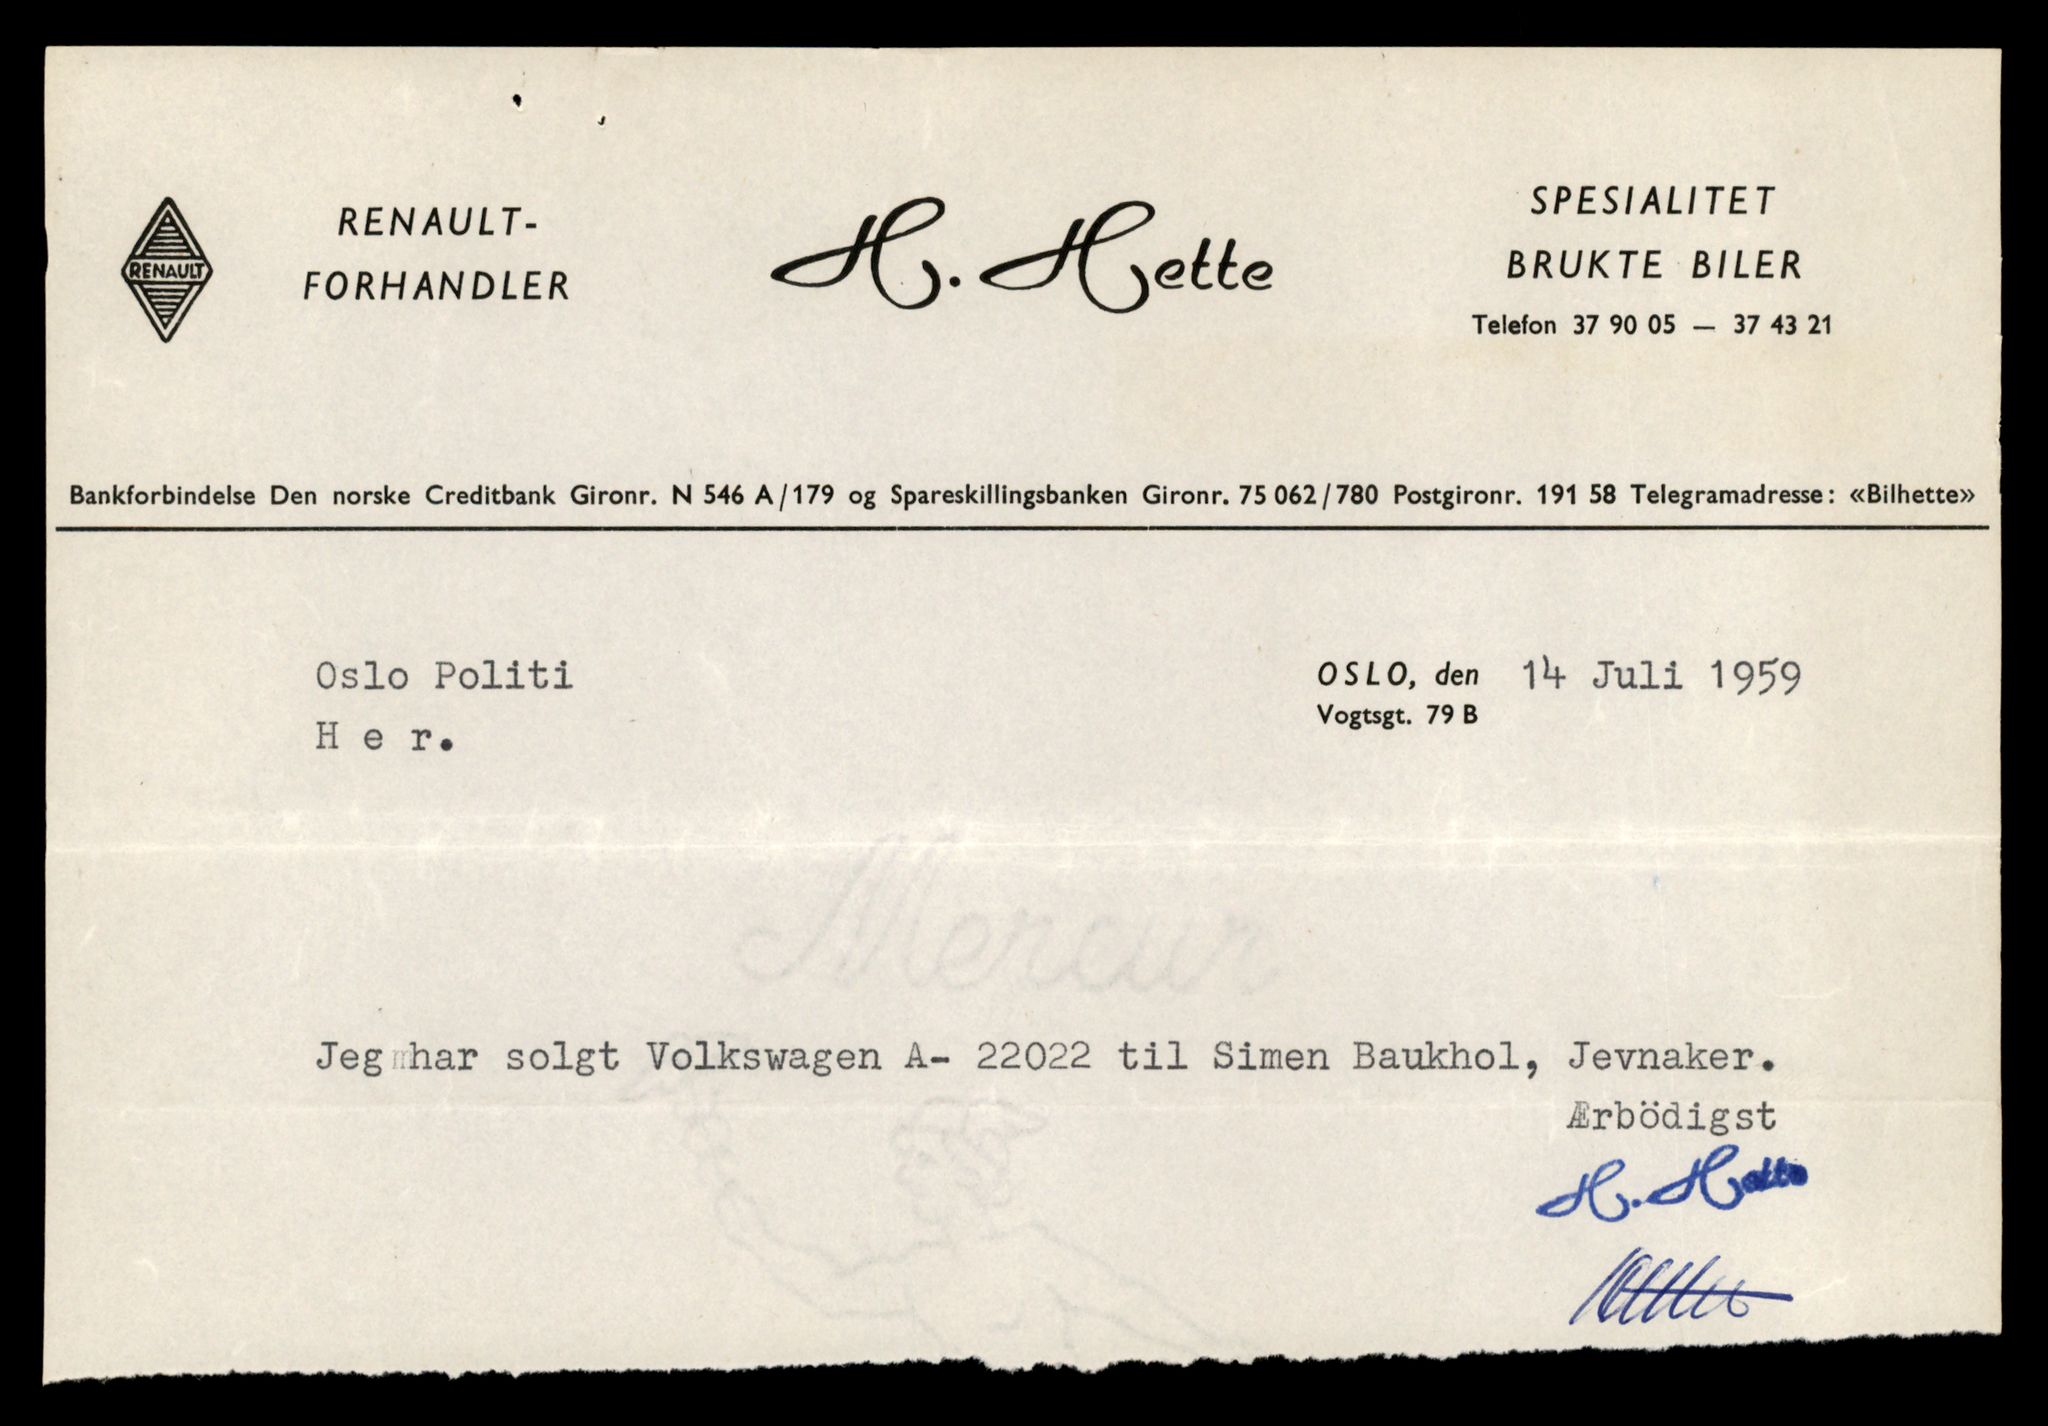 RENAULT
RENAULT-
FORHANDLER
H. Hette
SPESIALITET
BRUKTE BILER
Telefon 37 90 05 — 37 43 21
Bankforbindelse Den norske Creditbank Gironr. N 546 A/179 og Spareskillingsbanken Gironr. 75 062/780 Postgironr. 191 58 Telegramadresse: «Bilhette»
Oslo Politi
H e r.
OSLO, den 14 Juli 1959
Vogtsgt. 79 B
Mercur
Jeg har solgt Volkswagen A- 22022 til Simen Baukhol, Jevnaker.
Ærbödigst
H. Hette